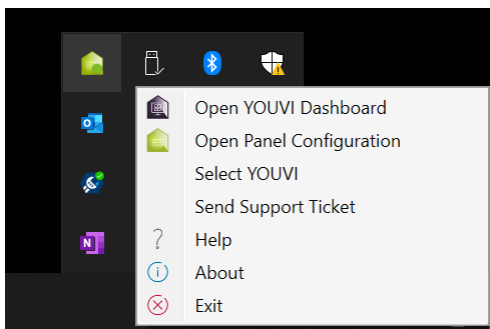 Open YOUVI Dashboard
Open Panel Configuration
Select YOUVI
Send Support Ticket
Help
About
Exit